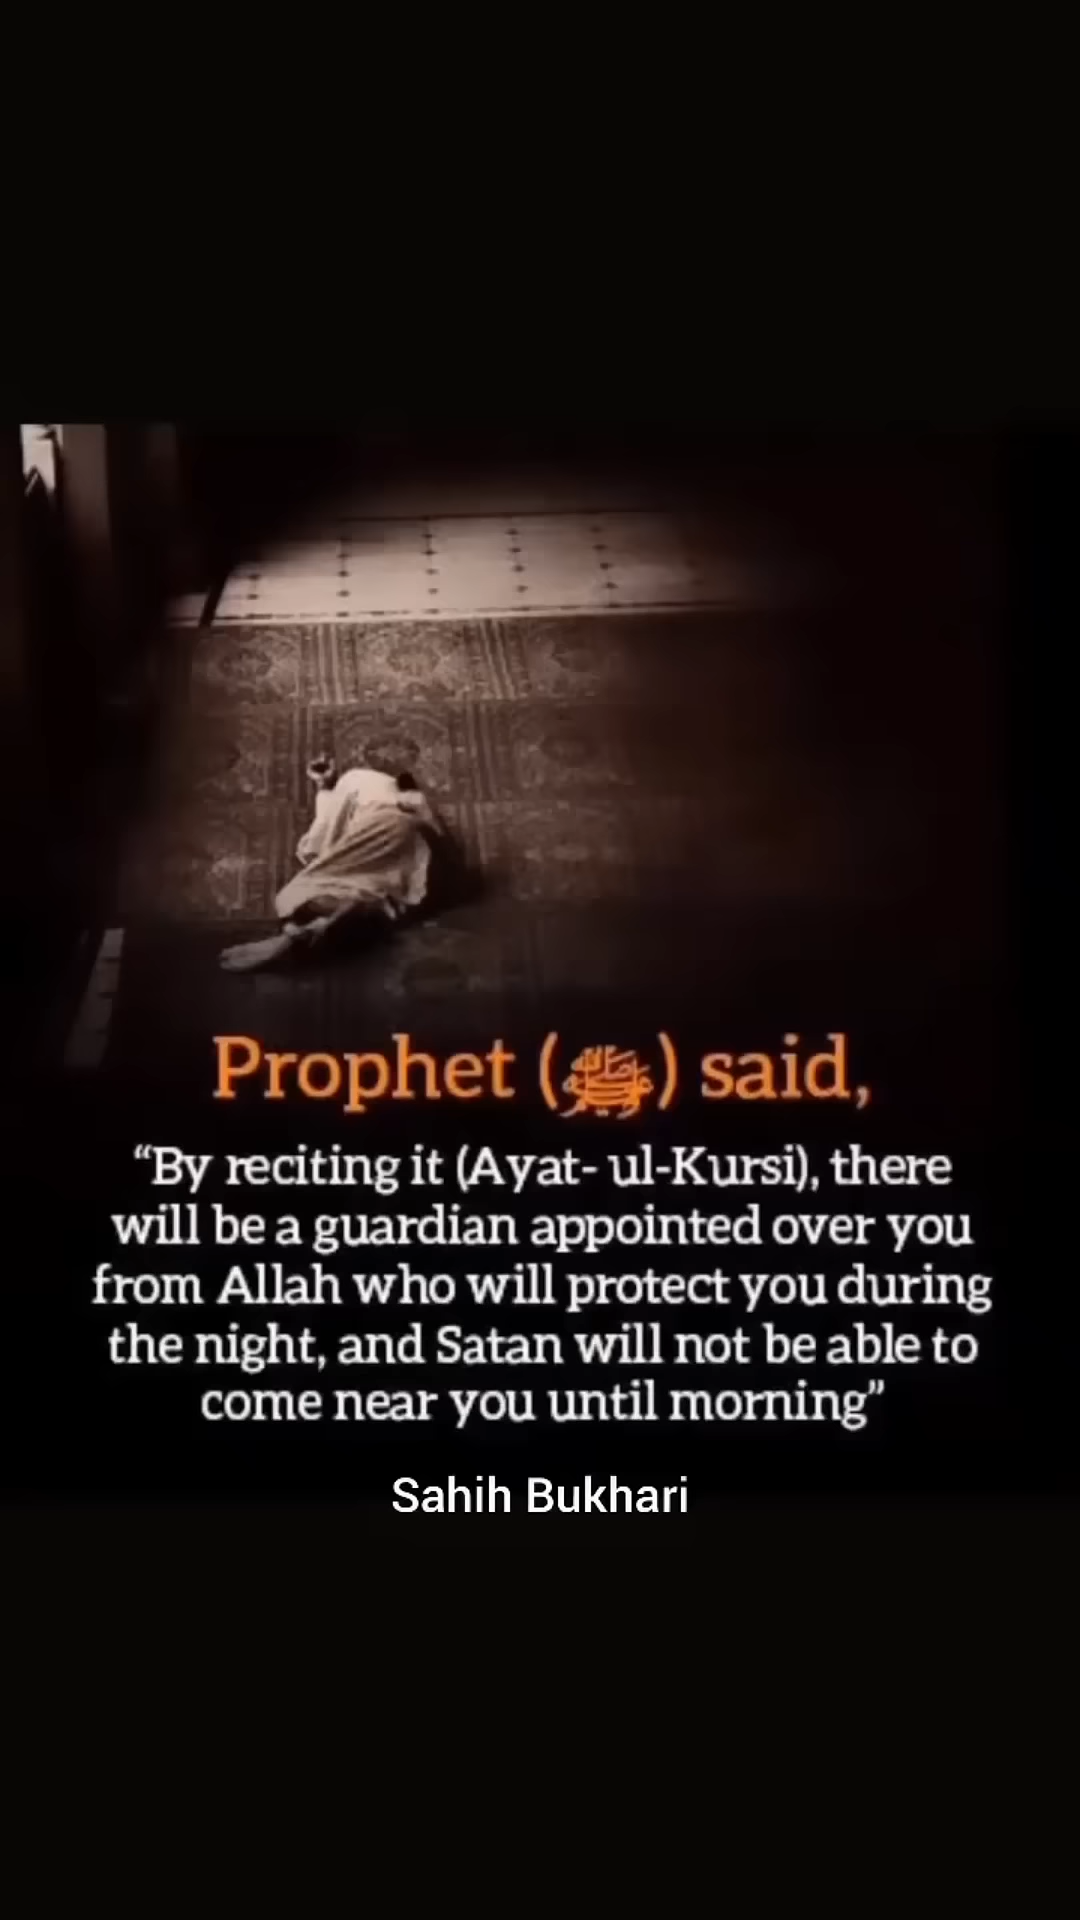 Prophet (ﷺ) said,
“By reciting it (Ayat- ul-Kursi), there
will be a guardian appointed over you
from Allah who will protect you during
the night, and Satan will not be able to
come near you until morning”
Sahih Bukhari